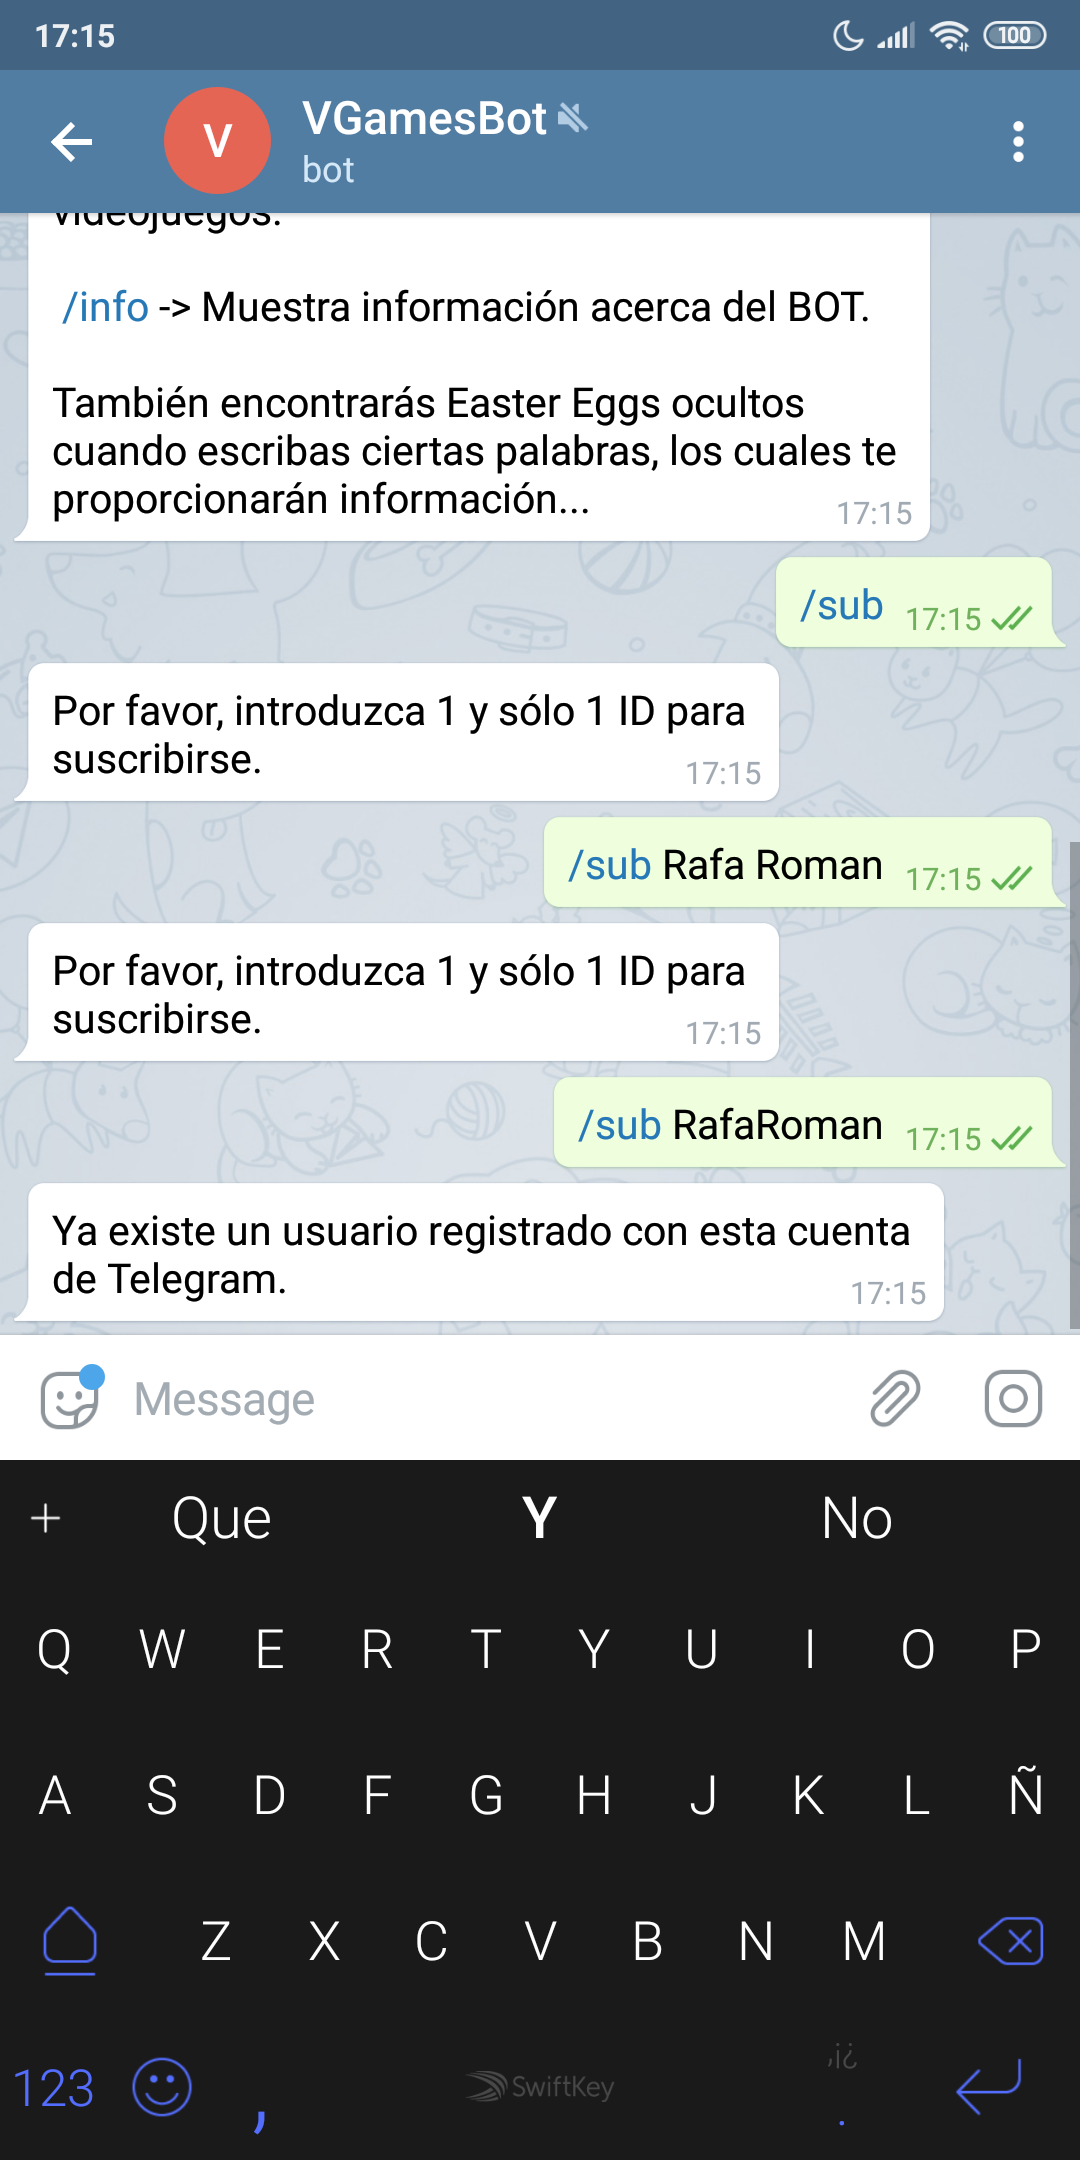 17:15
100
V
VGamesBot
bot
videojuegos.
/info -> Muestra información acerca del BOT.
También encontrarás Easter Eggs ocultos
cuando escribas ciertas palabras, los cuales te
proporcionarán información...
17:15
/sub 17:15
Por favor, introduzca 1 y sólo 1 ID para
suscribirse.
17:15
/sub Rafa Roman 17:15
Por favor, introduzca 1 y sólo 1 ID para
suscribirse.
17:15
/sub RafaRoman 17:15
Ya existe un usuario registrado con esta cuenta
de Telegram.
17:15
Message
+ Que Y No
Q W E R T Y U I O P
A S D F G H J K L Ñ
Z X C V B N M
,¡¿
123 , SwiftKey .